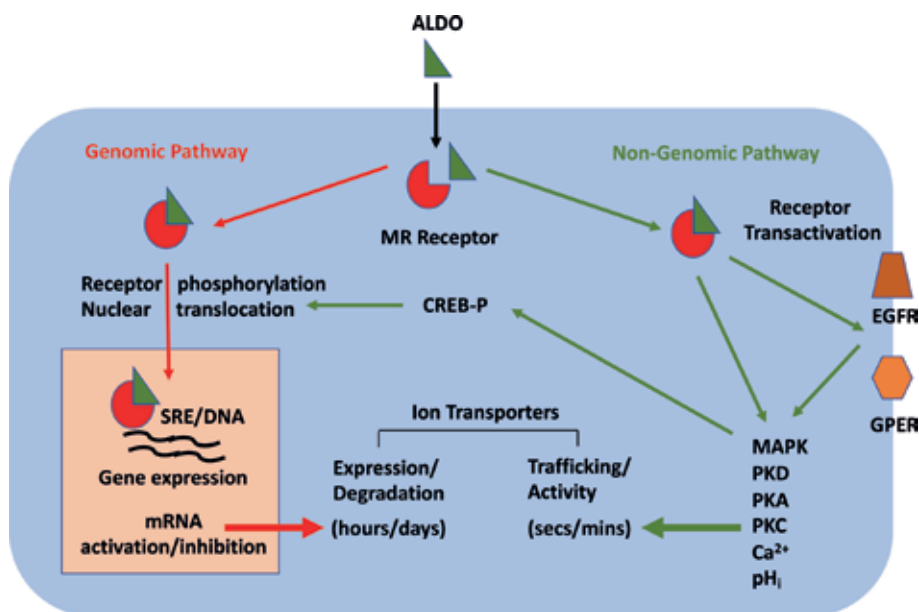 ALDO
Genomic Pathway
Non-Genomic Pathway
MR Receptor
Receptor
Transactivation
Receptor phosphorylation
Nuclear translocation
CREB-P
EGFR
GPER
SRE/DNA
Gene expression
mRNA
activation/inhibition
Ion Transporters
Expression/
Degradation
(hours/days)
Trafficking/
Activity
(secs/mins)
MAPK
PKD
PKA
PKC
Ca²⁺
pHᵢ